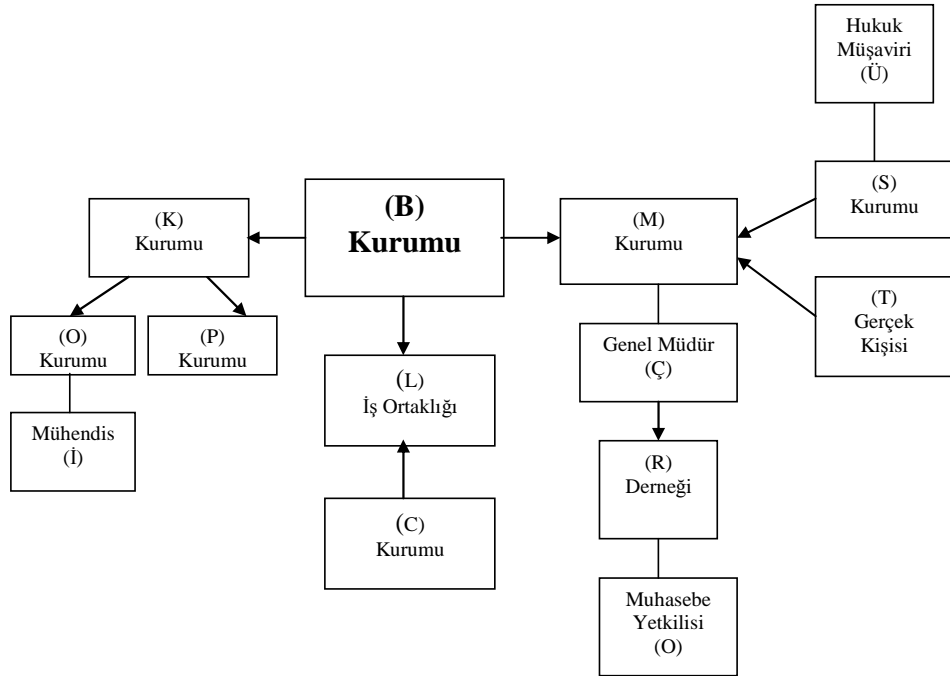 Hukuk
Müşaviri
(Ü)
(S)
Kurumu
(B)
Kurumu
(K)
Kurumu
(M)
Kurumu
(T)
Gerçek
Kişisi
(O)
Kurumu
(P)
Kurumu
Genel Müdür
(Ç)
(L)
İş Ortaklığı
Mühendis
(İ)
(R)
Derneği
(C)
Kurumu
Muhasebe
Yetkilisi
(O)